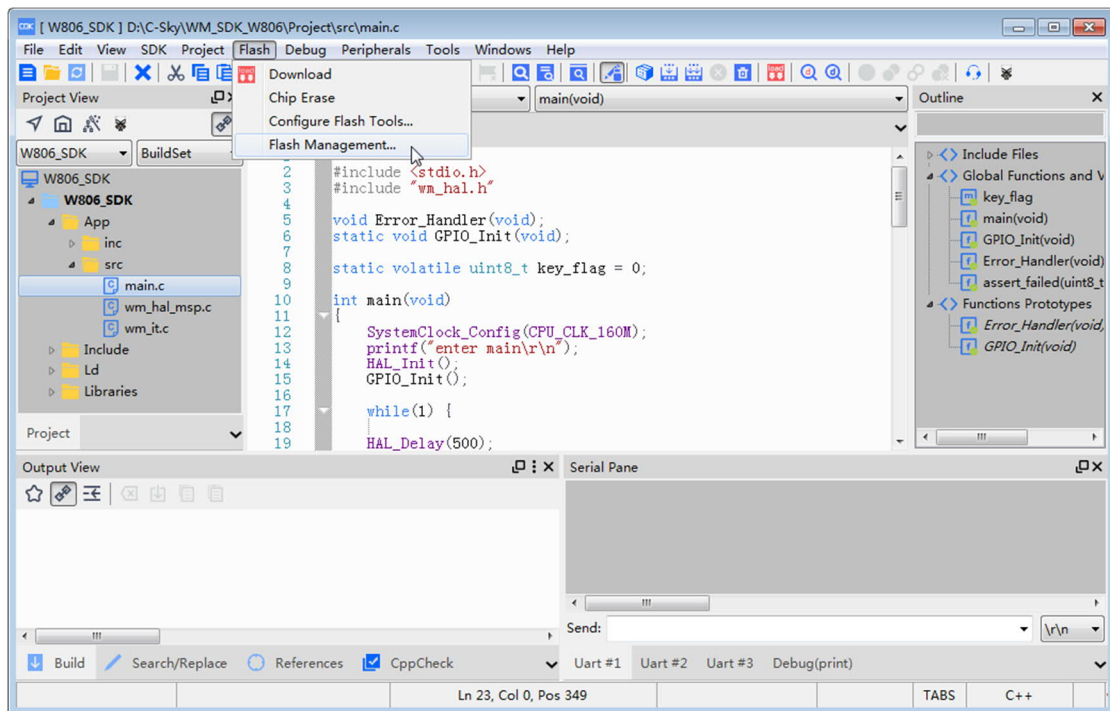 [ W806_SDK ] D:\C-Sky\WM_SDK_W806\Project\src\main.c
File Edit View SDK Project Flash Debug Peripherals Tools Windows Help
Download
Chip Erase
Configure Flash Tools...
Flash Management...
Project View
main(void)
Outline
W806_SDK BuildSet
W806_SDK
W806_SDK
App
inc
src
main.c
wm_hal_msp.c
wm_it.c
Include
Ld
Libraries
Project
2 #include <stdio.h>
3 #include "wm_hal.h"
4
5 void Error_Handler(void);
6 static void GPIO_Init(void);
7
8 static volatile uint8_t key_flag = 0;
9
10 int main(void)
11 {
12 SystemClock_Config(CPU_CLK_160M);
13 printf("enter main\r\n");
14 HAL_Init();
15 GPIO_Init();
16
17 while(1) {
18
19 HAL_Delay(500);
Include Files
Global Functions and V
key_flag
main(void)
GPIO_Init(void)
Error_Handler(void)
assert_failed(uint8_t
Functions Prototypes
Error_Handler(void,
GPIO_Init(void)
Output View
Build Search/Replace References CppCheck
Serial Pane
Send: \r\n
Uart #1 Uart #2 Uart #3 Debug(print)
Ln 23, Col 0, Pos 349 TABS C++